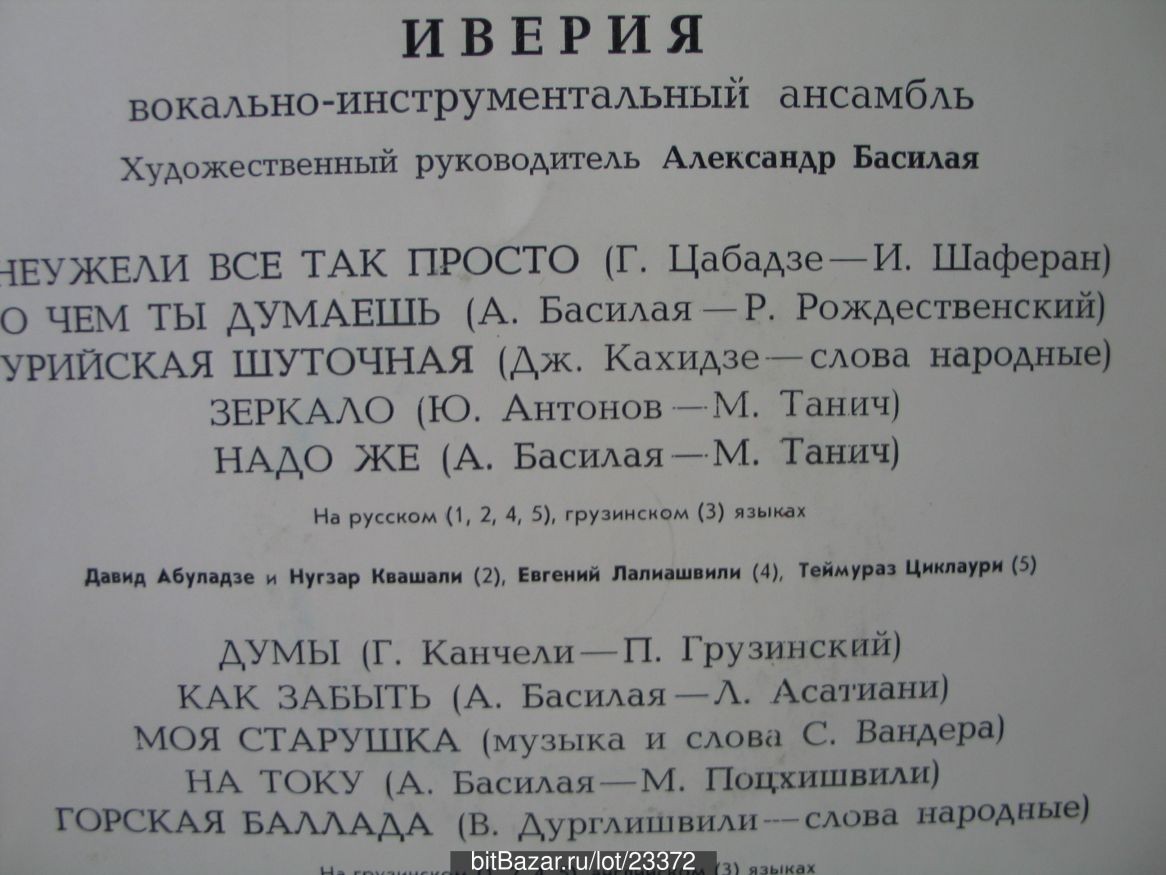 ИВЕРИЯ
вокально-инструментальный ансамбль
Художественный руководитель Александр Басилая
НЕУЖЕЛИ ВСЕ ТАК ПРОСТО (Г. Цабадзе — И. Шаферан)
О ЧЕМ ТЫ ДУМАЕШЬ (А. Басилая — Р. Рождественский)
УРИЙСКАЯ ШУТОЧНАЯ (Дж. Кахидзе — слова народные)
ЗЕРКАЛО (Ю. Антонов — М. Танич)
НАДО ЖЕ (А. Басилая — М. Танич)
На русском (1, 2, 4, 5), грузинском (3) языках
Давид Абуладзе и Нугзар Квашали (2), Евгений Лалиашвили (4), Теймураз Циклаури (5)
ДУМЫ (Г. Канчели — П. Грузинский)
КАК ЗАБЫТЬ (А. Басилая — Л. Асатиани)
МОЯ СТАРУШКА (музыка и слова С. Вандера)
НА ТОКУ (А. Басилая — М. Поцхишвили)
ГОРСКАЯ БАЛЛАДА (В. Дурглишвили — слова народные)
(3) языках
bitBazar.ru/lot/23372